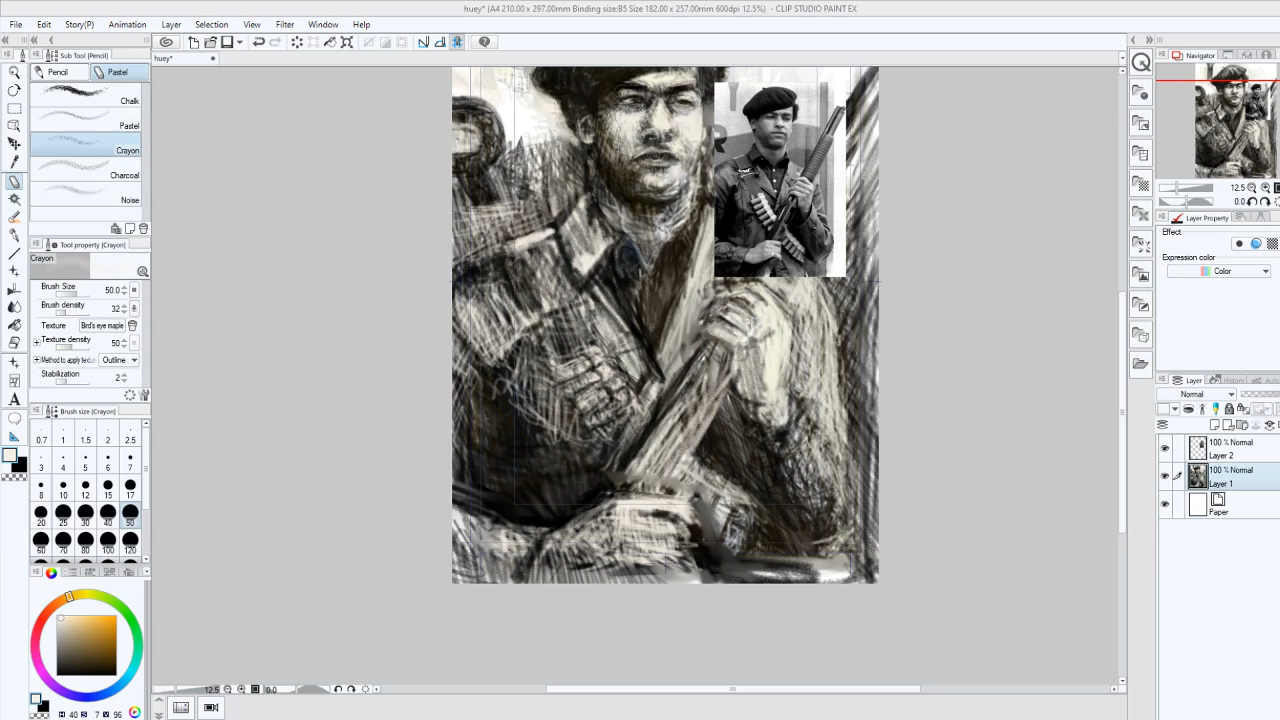 huey* (A4 210.00 x 297.00mm Binding size:B5 Size 182.00 x 257.00mm 600dpi 12.5%) - CLIP STUDIO PAINT EX
File Edit Story(P) Animation Layer Selection View Filter Window Help
Sub Tool [Pencil]
huey*
Navigator
Pencil Pastel
Chalk
Pastel
Crayon
Charcoal
Noise
Y
R
12.5
0.0
Layer Property
Effect
Expression color
Color
Tool property [Crayon]
Crayon
Brush Size 50.0
Brush density 32
Texture Bird's eye maple
Texture density 50
Method to apply textu Outline
Stabilization 2
Layer History Auto
Normal
Brush size [Crayon]
0.7 1 1.5 2 2.5
3 4 5 6 7
8 10 12 15 17
20 25 30 40 50
60 70 80 100 120
100 % Normal
Layer 2
100 % Normal
Layer 1
Paper
12.5 0.0
H 40 S 7 V 96